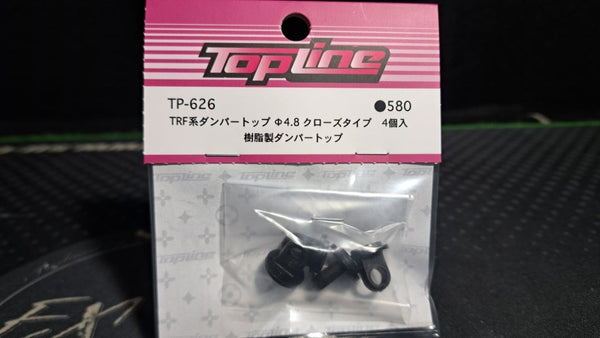 TopLine
TP-626 ●580
TRF系ダンパートップ Φ4.8 クローズタイプ 4個入
樹脂製ダンパートップ
TopLine